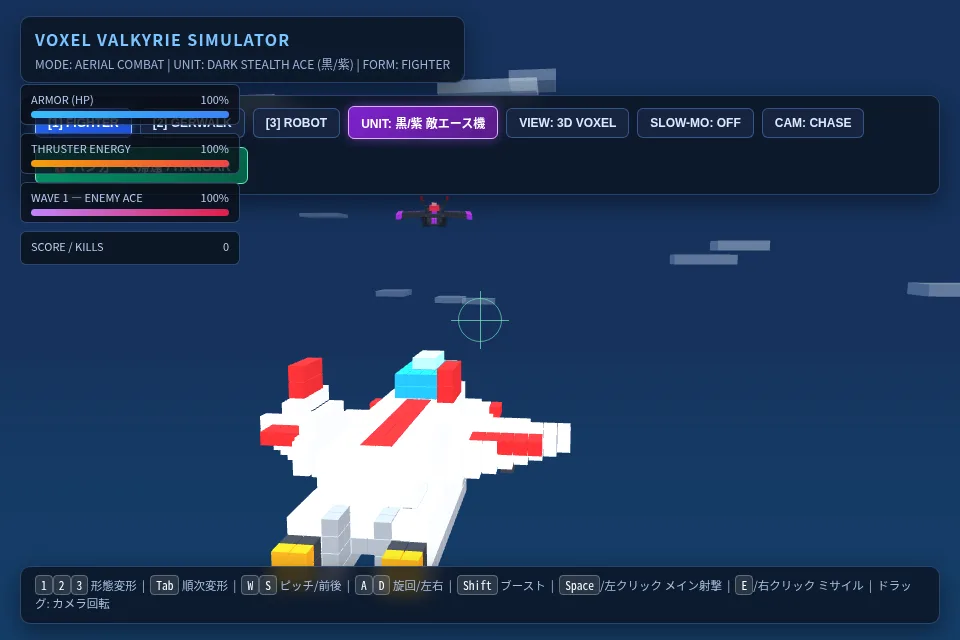 VOXEL VALKYRIE SIMULATOR
MODE: AERIAL COMBAT | UNIT: DARK STEALTH ACE (黒/紫) | FORM: FIGHTER
ARMOR (HP) 100%
[1] FIGHTER [2] GERWALK [3] ROBOT UNIT: 黒/紫 敵エース機 VIEW: 3D VOXEL SLOW-MO: OFF CAM: CHASE
THRUSTER ENERGY 100%
HANGAR
WAVE 1 — ENEMY ACE 100%
SCORE / KILLS 0
1 2 3 形態変形 | Tab 順次変形 | W S ピッチ/前後 | A D 旋回/左右 | Shift ブースト | Space /左クリック メイン射撃 | E /右クリック ミサイル | ドラッ
グ: カメラ回転